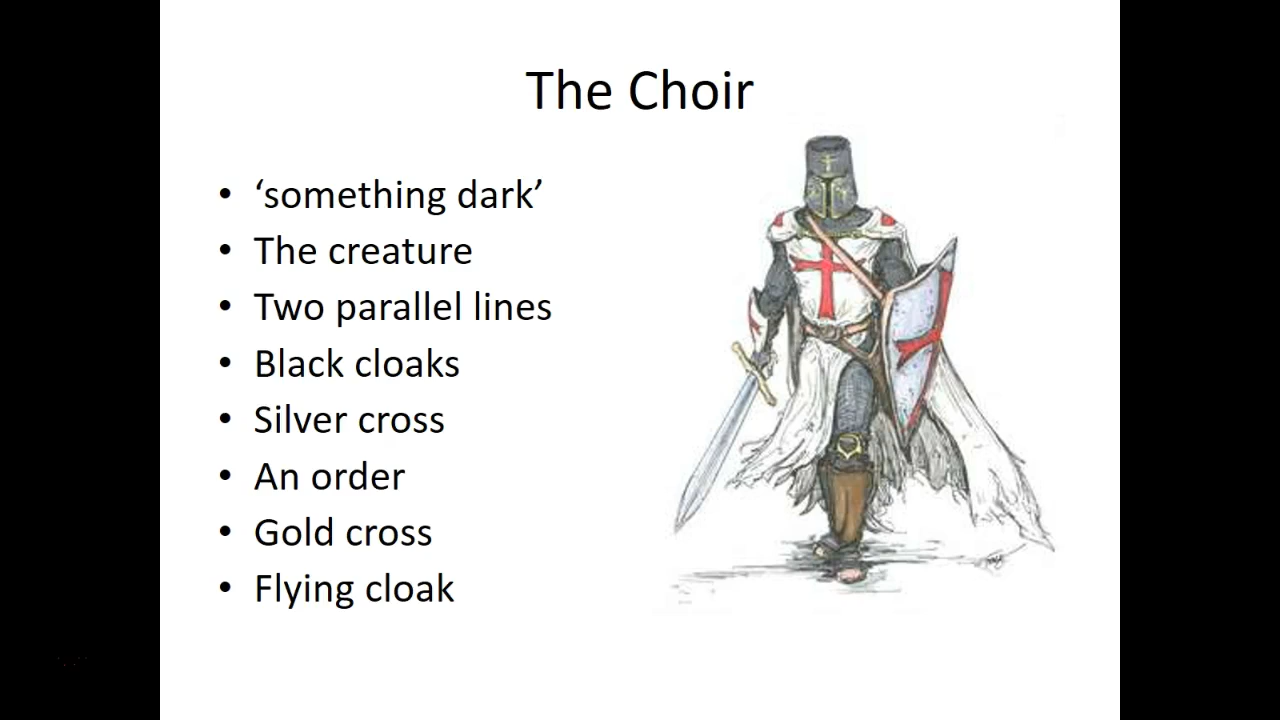 The Choir
• ‘something dark’
• The creature
• Two parallel lines
• Black cloaks
• Silver cross
• An order
• Gold cross
• Flying cloak